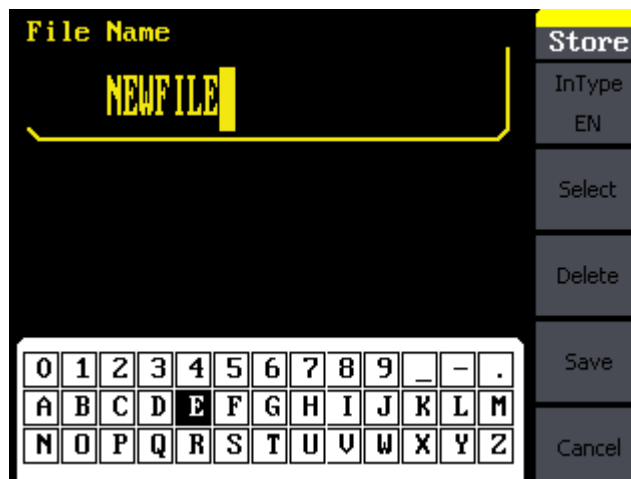 File Name
NEWFILE
Store
InType
EN
Select
Delete
Save
Cancel
0 1 2 3 4 5 6 7 8 9 _ - .
A B C D E F G H I J K L M
N O P Q R S T U V W X Y Z